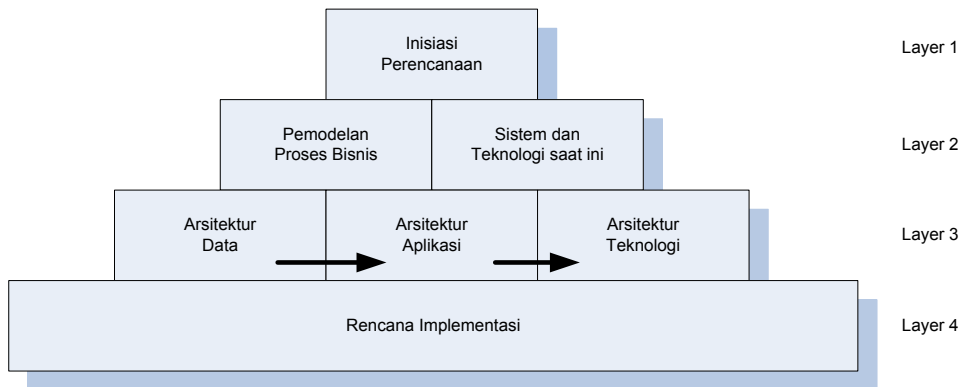 Inisiasi
Perencanaan
Layer 1
Pemodelan
Proses Bisnis
Sistem dan
Teknologi saat ini
Layer 2
Arsitektur
Data
Arsitektur
Aplikasi
Arsitektur
Teknologi
Layer 3
Rencana Implementasi
Layer 4